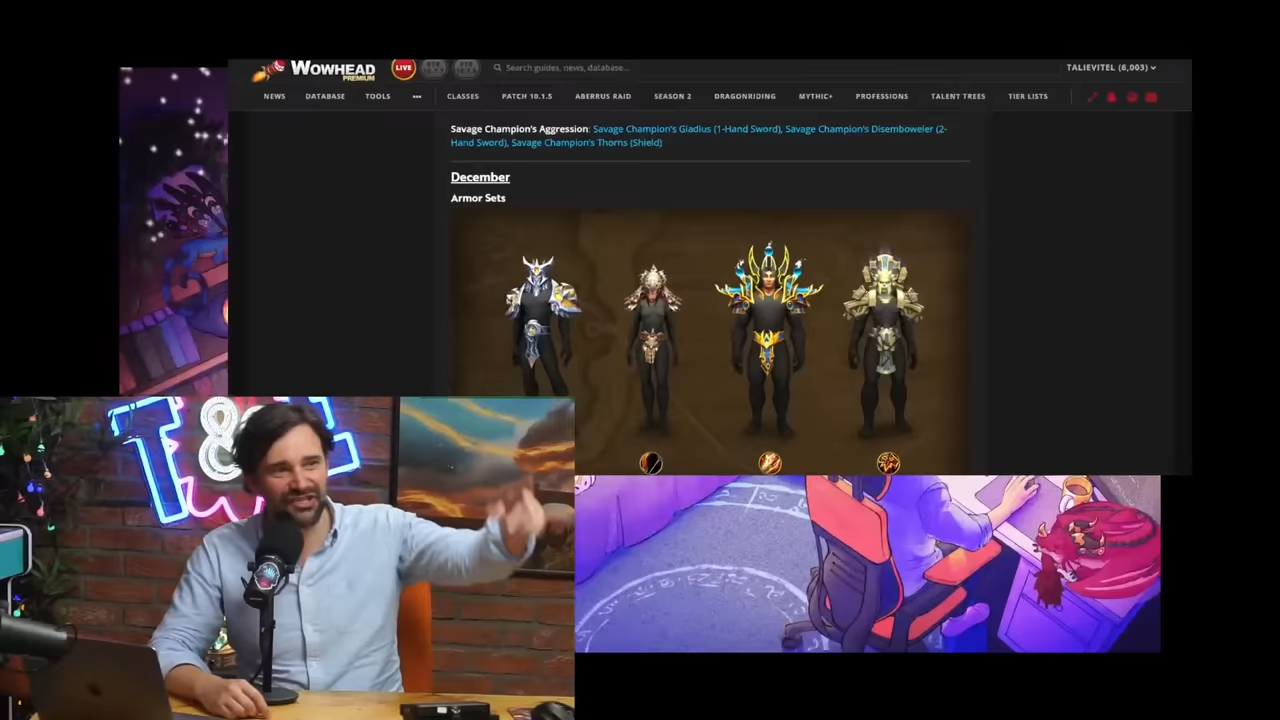 WOWHEAD
PREMIUM
LIVE
Search guides, news, database...
TALIEVITEL (6,003)
NEWS DATABASE TOOLS ••• CLASSES PATCH 10.1.5 ABERRUS RAID SEASON 2 DRAGONRIDING MYTHIC+ PROFESSIONS TALENT TREES TIER LISTS
Savage Champion's Aggression: Savage Champion's Gladius (1-Hand Sword), Savage Champion's Disemboweler (2-
Hand Sword), Savage Champion's Thorns (Shield)
December
Armor Sets
T&E